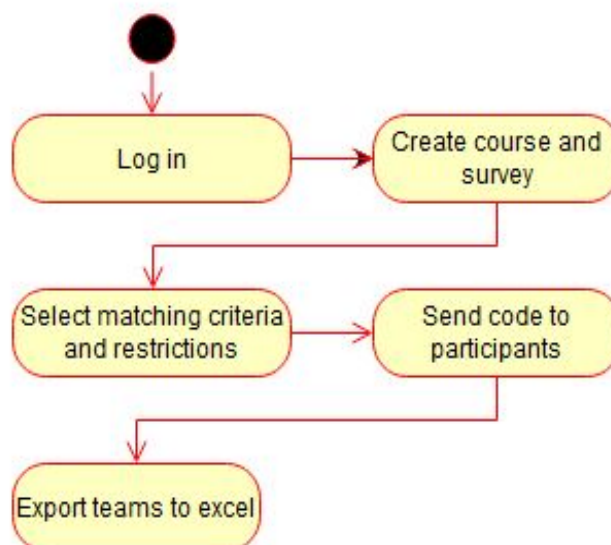 Log in
Create course and
survey
Select matching criteria
and restrictions
Send code to
participants
Export teams to excel